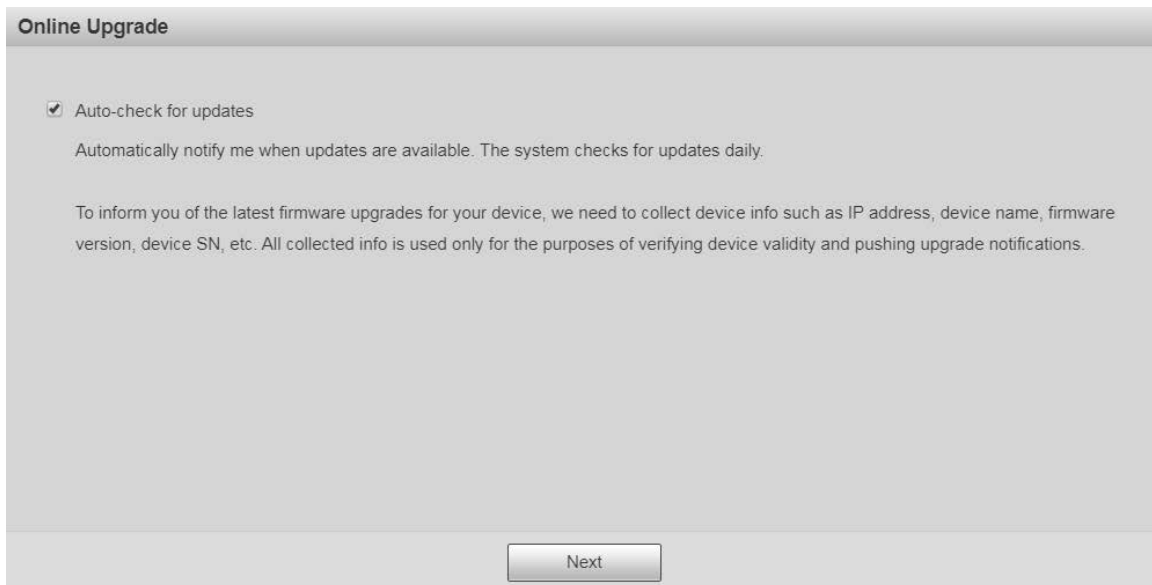 Online Upgrade
Auto-check for updates
Automatically notify me when updates are available. The system checks for updates daily.
To inform you of the latest firmware upgrades for your device, we need to collect device info such as IP address, device name, firmware
version, device SN, etc. All collected info is used only for the purposes of verifying device validity and pushing upgrade notifications.
Next